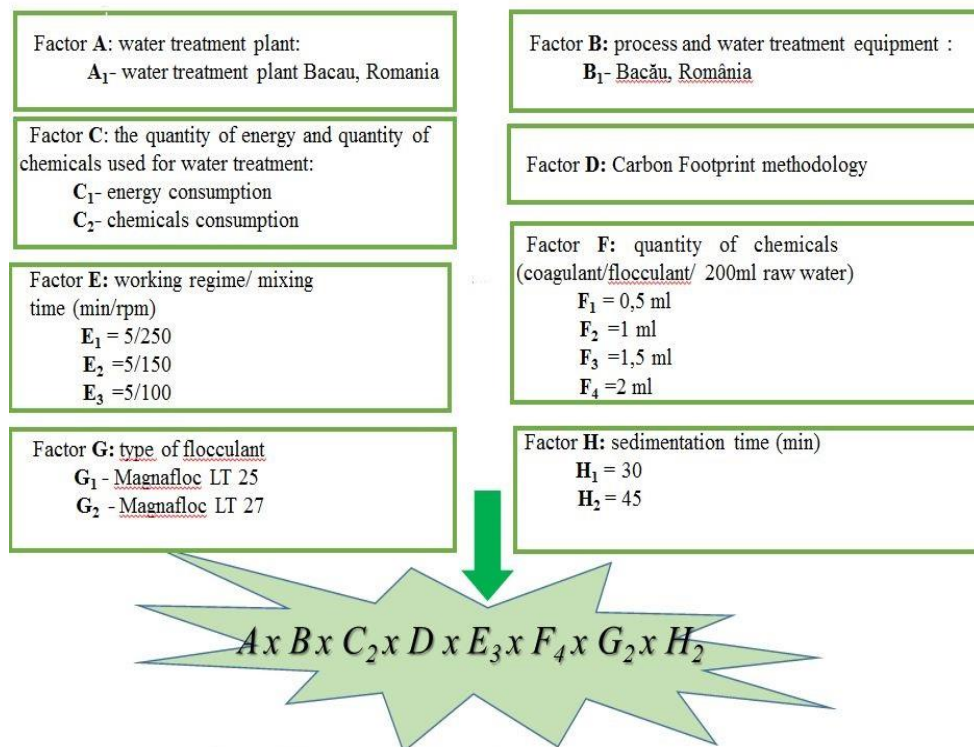 Factor A: water treatment plant:
A1- water treatment plant Bacau, Romania
Factor B: process and water treatment equipment :
B1- Bacău, România
Factor C: the quantity of energy and quantity of
chemicals used for water treatment:
C1- energy consumption
C2- chemicals consumption
Factor D: Carbon Footprint methodology
Factor E: working regime/ mixing
time (min/rpm)
E1 = 5/250
E2 =5/150
E3 =5/100
Factor F: quantity of chemicals
(coagulant/flocculant/ 200ml raw water)
F1 = 0,5 ml
F2 =1 ml
F3 =1,5 ml
F4 =2 ml
Factor G: type of flocculant
G1 - Magnafloc LT 25
G2 - Magnafloc LT 27
Factor H: sedimentation time (min)
H1 = 30
H2 = 45
A x B x C2 x D x E3 x F4 x G2 x H2